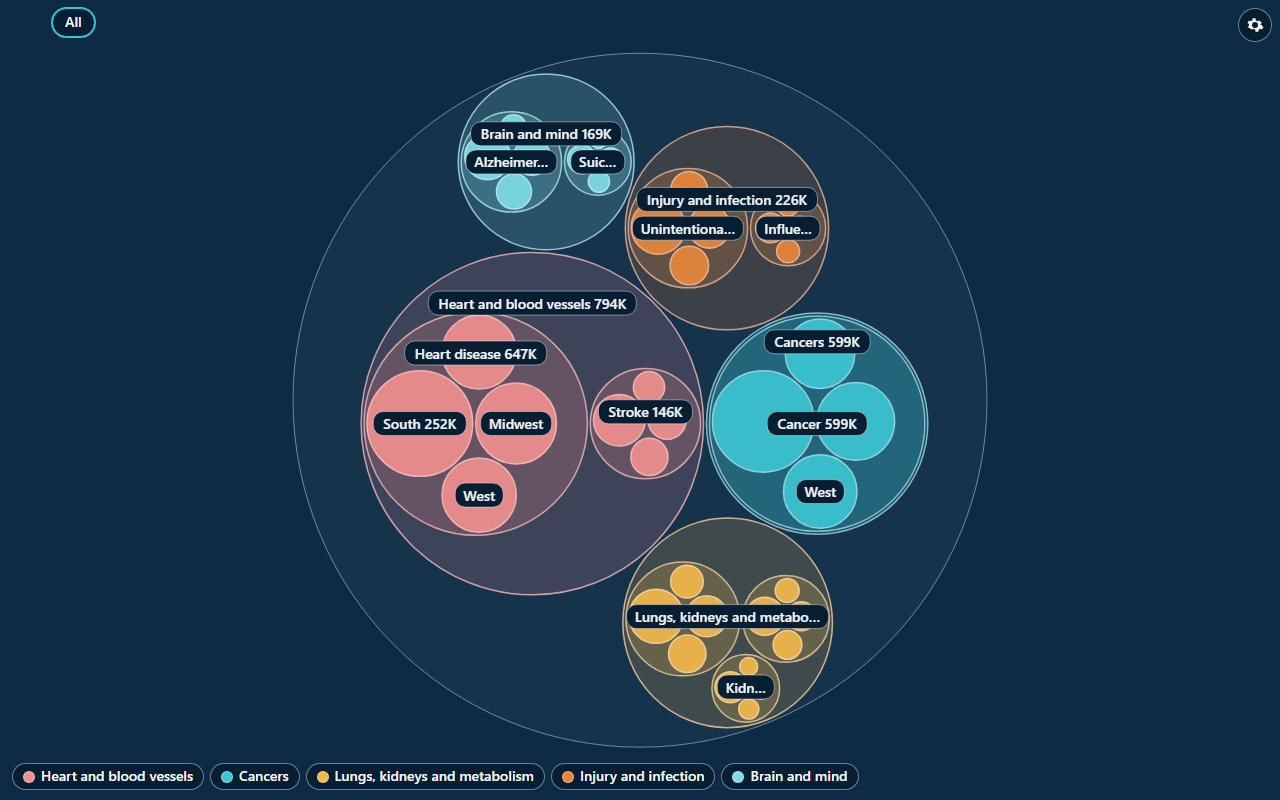 All
Brain and mind 169K
Alzheimer...
Suic...
Injury and infection 226K
Unintentiona...
Influe...
Heart and blood vessels 794K
Heart disease 647K
South 252K
Midwest
West
Stroke 146K
Cancers 599K
Cancer 599K
West
Lungs, kidneys and metabo...
Kidn...
Heart and blood vessels
Cancers
Lungs, kidneys and metabolism
Injury and infection
Brain and mind